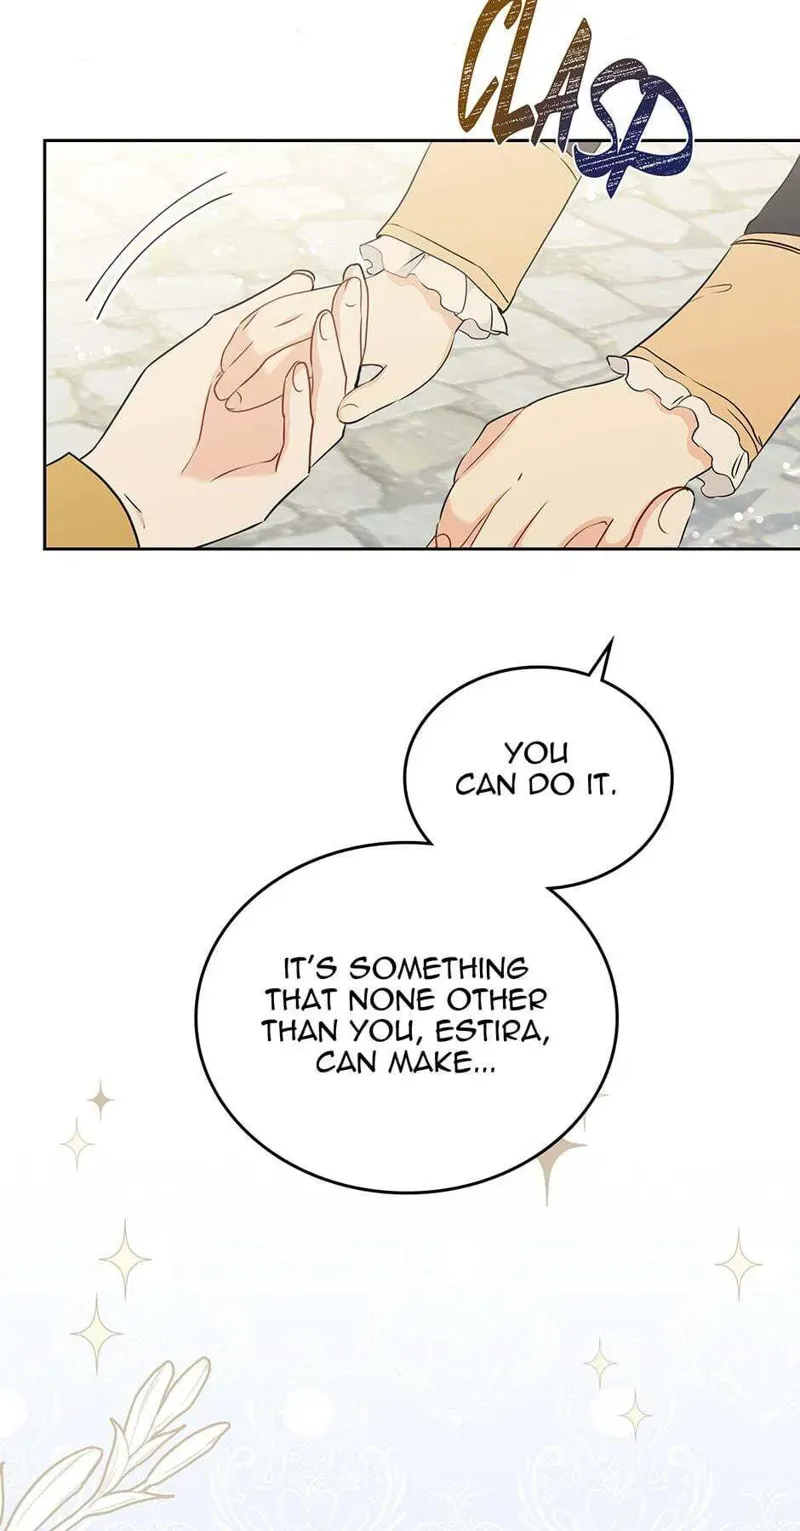 CLASP
YOU
CAN DO IT.
IT'S SOMETHING
THAT NONE OTHER
THAN YOU, ESTIRA,
CAN MAKE...